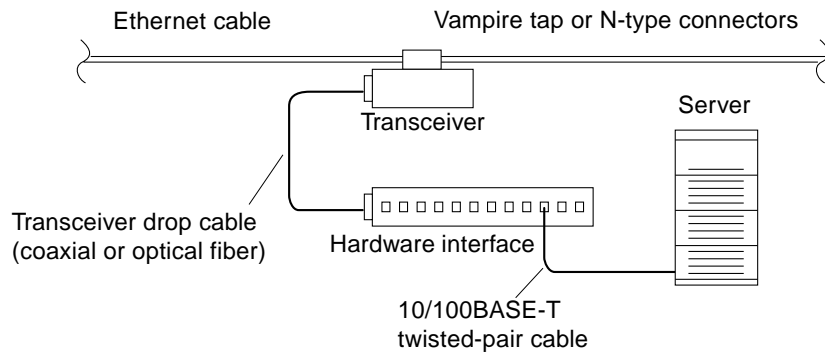 Ethernet cable
Vampire tap or N-type connectors
Server
Transceiver
Transceiver drop cable
(coaxial or optical fiber)
Hardware interface
10/100BASE-T
twisted-pair cable